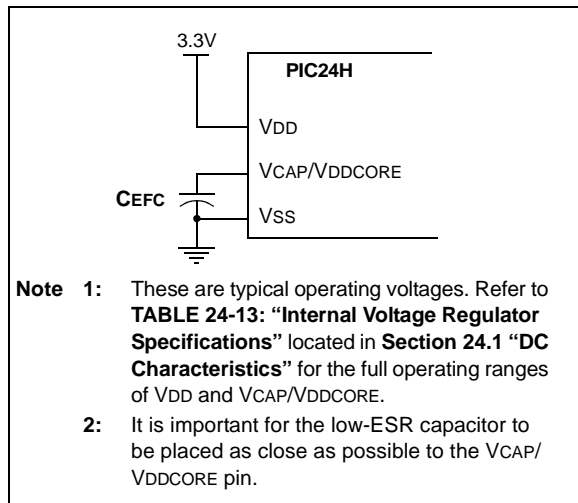 3.3V
PIC24H
VDD
VCAP/VDDCORE
CEFC
VSS
Note 1: These are typical operating voltages. Refer to
TABLE 24-13: “Internal Voltage Regulator
Specifications” located in Section 24.1 “DC
Characteristics” for the full operating ranges
of VDD and VCAP/VDDCORE.
2: It is important for the low-ESR capacitor to
be placed as close as possible to the VCAP/
VDDCORE pin.